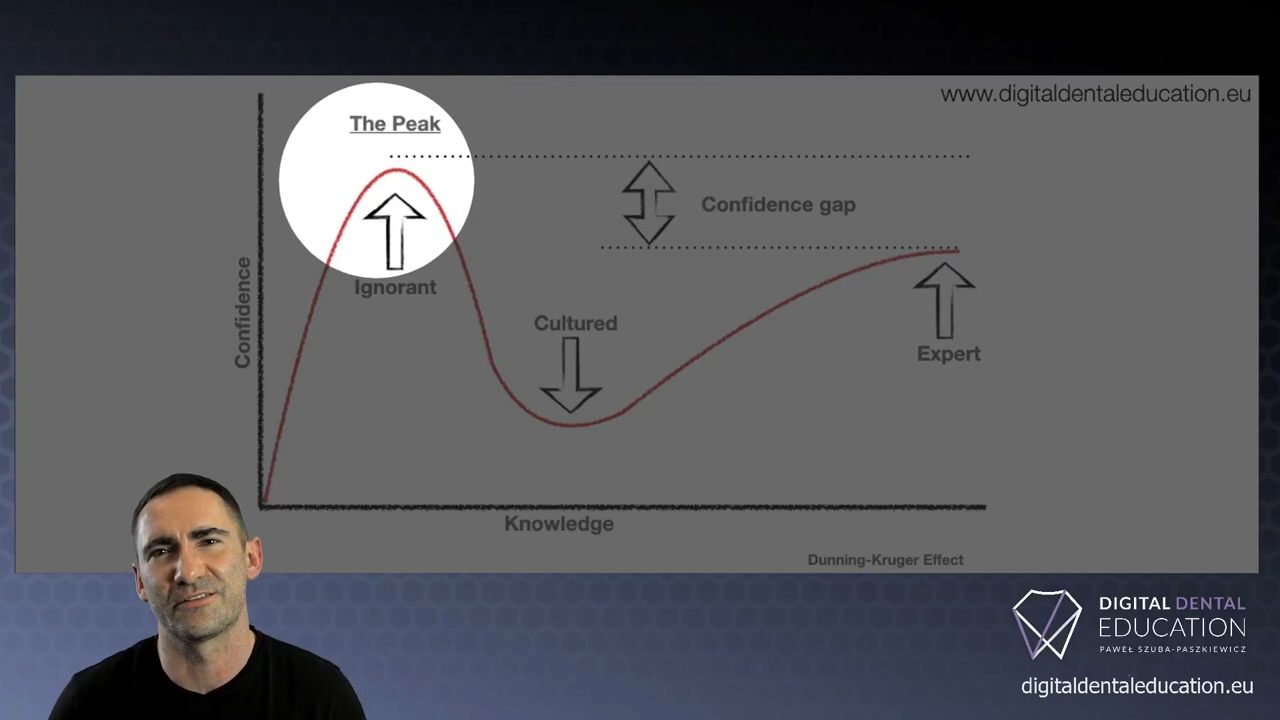 www.digitaldentaleducation.eu
The Peak
Confidence gap
Confidence
Ignorant
Cultured
Expert
Knowledge
Dunning-Kruger Effect
DIGITAL DENTAL
EDUCATION
PAWEŁ SZUBA-PASZKIEWICZ
digitaldentaleducation.eu